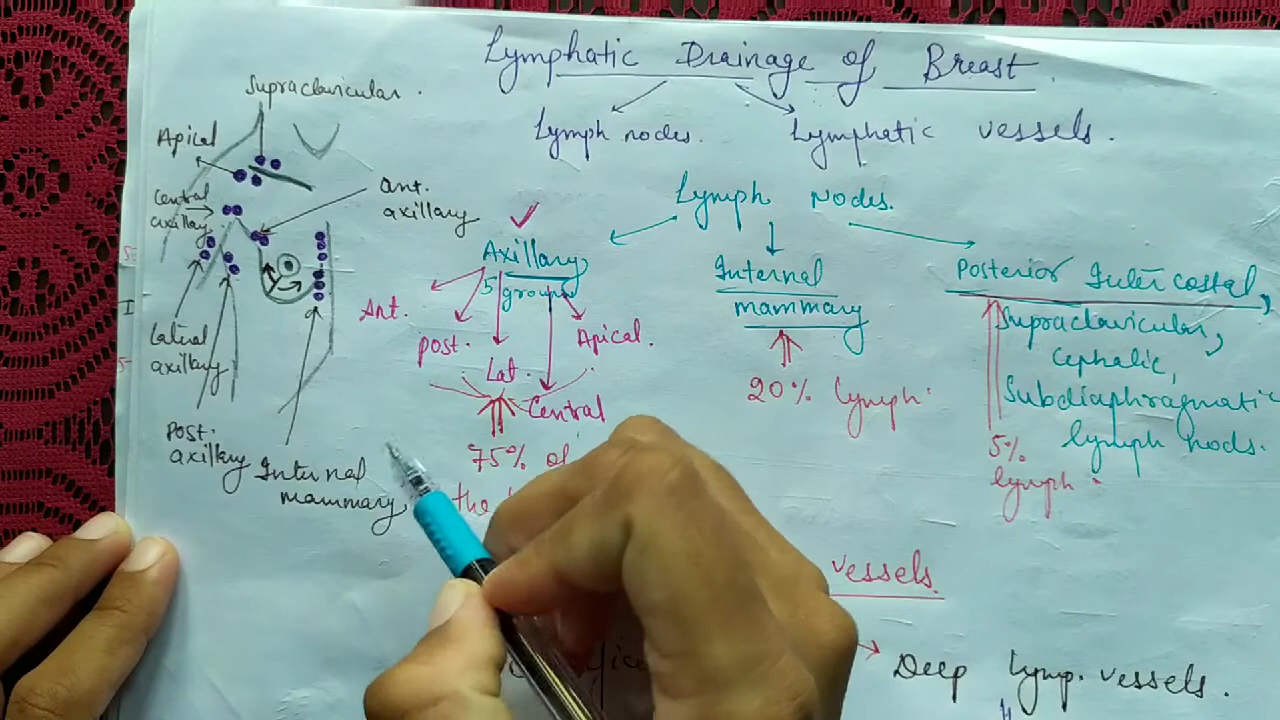 Lymphatic Drainage of Breast.
Lymph nodes.
Lymphatic vessels.
Supraclavicular.
Apical
Central
axillary
ant.
axillary
Lateral
axillary
Post.
axillary
Internal
mammary
Lymph Nodes.
Axillary
5 groups
Ant.
post.
Lat.
Central
Apical.
75% of
the
Internal
mammary
20% lymph.
Posterior Intercostal,
Supraclavicular,
Cephalic,
Subdiaphragmatic
lymph nods.
5%
lymph.
vessels.
Deep lymp. vessels.